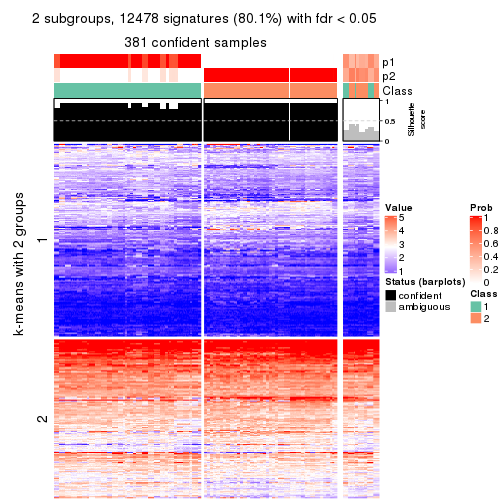 2 subgroups, 12478 signatures (80.1%) with fdr < 0.05
381 confident samples
p1
p2
Class
1
0.5
0
Silhouette
score
k-means with 2 groups
1
2
Value
5
4
3
2
1
Status (barplots)
confident
ambiguous
Prob
1
0.8
0.6
0.4
0.2
0
Class
1
2